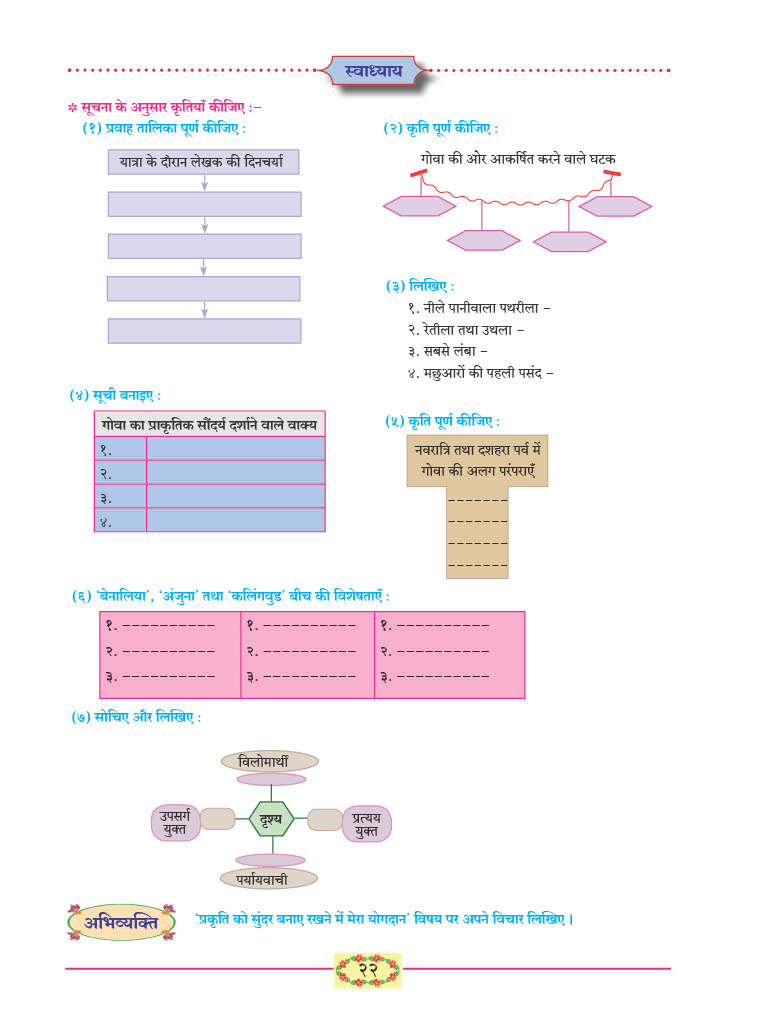 स्वाध्याय
* सूचना के अनुसार कृतियाँ कीजिए :–
(१) प्रवाह तालिका पूर्ण कीजिए :
यात्रा के दौरान लेखक की दिनचर्या
(२) कृति पूर्ण कीजिए :
गोवा की ओर आकर्षित करने वाले घटक
(३) लिखिए :
१. नीले पानीवाला पथरीला –
२. रेतीला तथा उथला –
३. सबसे लंबा –
४. मछुआरों की पहली पसंद –
(४) सूची बनाइए :
गोवा का प्राकृतिक सौंदर्य दर्शाने वाले वाक्य
१.
२.
३.
४.
(५) कृति पूर्ण कीजिए :
नवरात्रि तथा दशहरा पर्व में
गोवा की अलग परंपराएँ
_ _ _ _ _ _ _
_ _ _ _ _ _ _
_ _ _ _ _ _ _
_ _ _ _ _ _ _
(६) ‘बेनालिया’, ‘अंजुना’ तथा ‘कलिंगवुड’ बीच की विशेषताएँ :
१. – – – – – – – – – – १. – – – – – – – – – – १. – – – – – – – – – –
२. – – – – – – – – – – २. – – – – – – – – – – २. – – – – – – – – – –
३. – – – – – – – – – – ३. – – – – – – – – – – ३. – – – – – – – – – –
(७) सोचिए और लिखिए :
विलोमार्थी
उपसर्ग
युक्त
दृश्य
प्रत्यय
युक्त
पर्यायवाची
अभिव्यक्ति
‘प्रकृति को सुंदर बनाए रखने में मेरा योगदान’ विषय पर अपने विचार लिखिए ।
२२